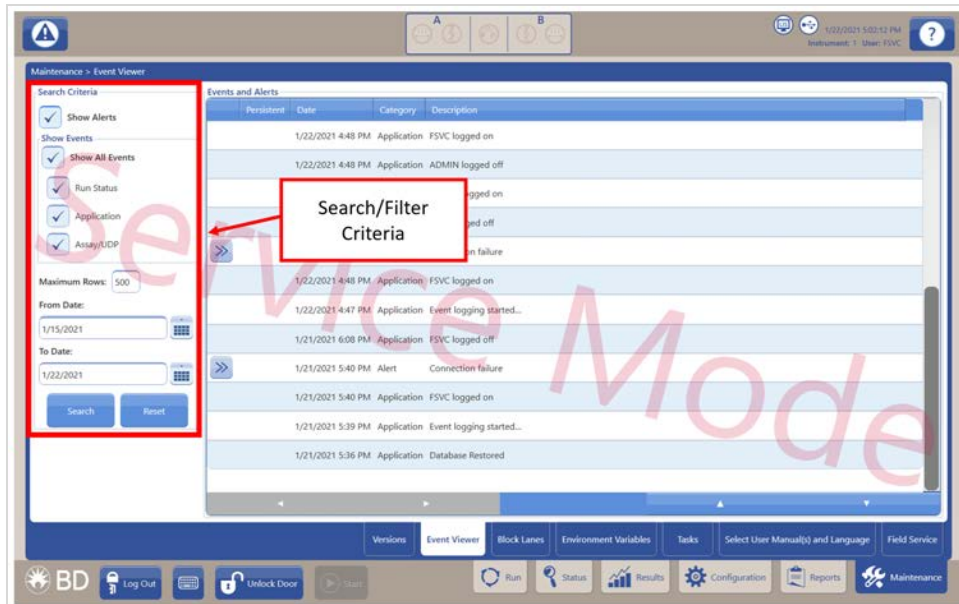 A
B
1/22/2021 5:02:12 PM
Instrument: 1 User: FSVC
?
Maintenance > Event Viewer
Search Criteria
Show Alerts
Show Events
Show All Events
Run Status
Application
Assay/UDP
Maximum Rows: 500
From Date:
1/15/2021
To Date:
1/22/2021
Search Reset
Events and Alerts
Persistent Date Category Description
1/22/2021 4:48 PM Application FSVC logged on
1/22/2021 4:48 PM Application ADMIN logged off
gged on
ged off
on failure
1/22/2021 4:48 PM Application FSVC logged on
1/22/2021 4:47 PM Application Event logging started...
1/21/2021 6:08 PM Application FSVC logged off
1/21/2021 5:40 PM Alert Connection failure
1/21/2021 5:40 PM Application FSVC logged on
1/21/2021 5:39 PM Application Event logging started...
1/21/2021 5:36 PM Application Database Restored
Search/Filter
Criteria
Service Mode
Versions Event Viewer Block Lanes Environment Variables Tasks Select User Manual(s) and Language Field Service
BD Log Out Unlock Door Start Run Status Results Configuration Reports Maintenance